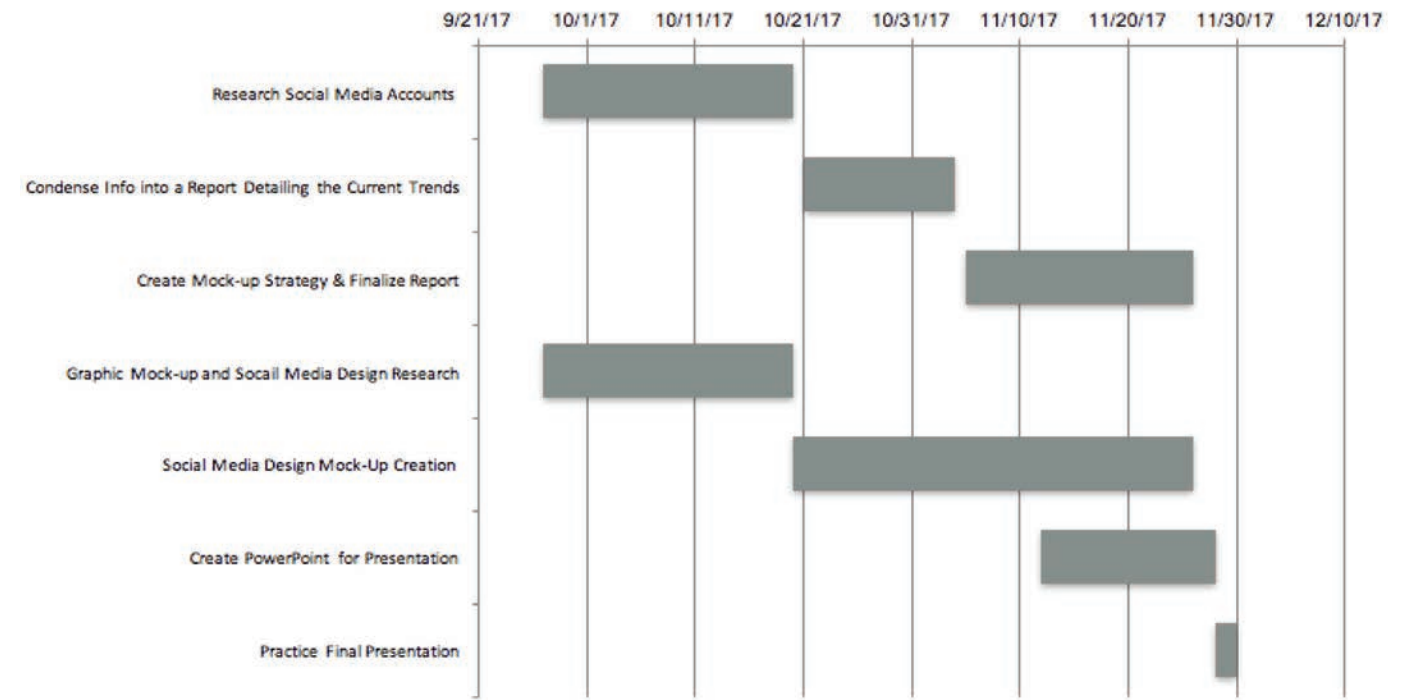 9/21/17 10/1/17 10/11/17 10/21/17 10/31/17 11/10/17 11/20/17 11/30/17 12/10/17
Research Social Media Accounts
Condense Info into a Report Detailing the Current Trends
Create Mock-up Strategy & Finalize Report
Graphic Mock-up and Socail Media Design Research
Social Media Design Mock-Up Creation
Create PowerPoint for Presentation
Practice Final Presentation